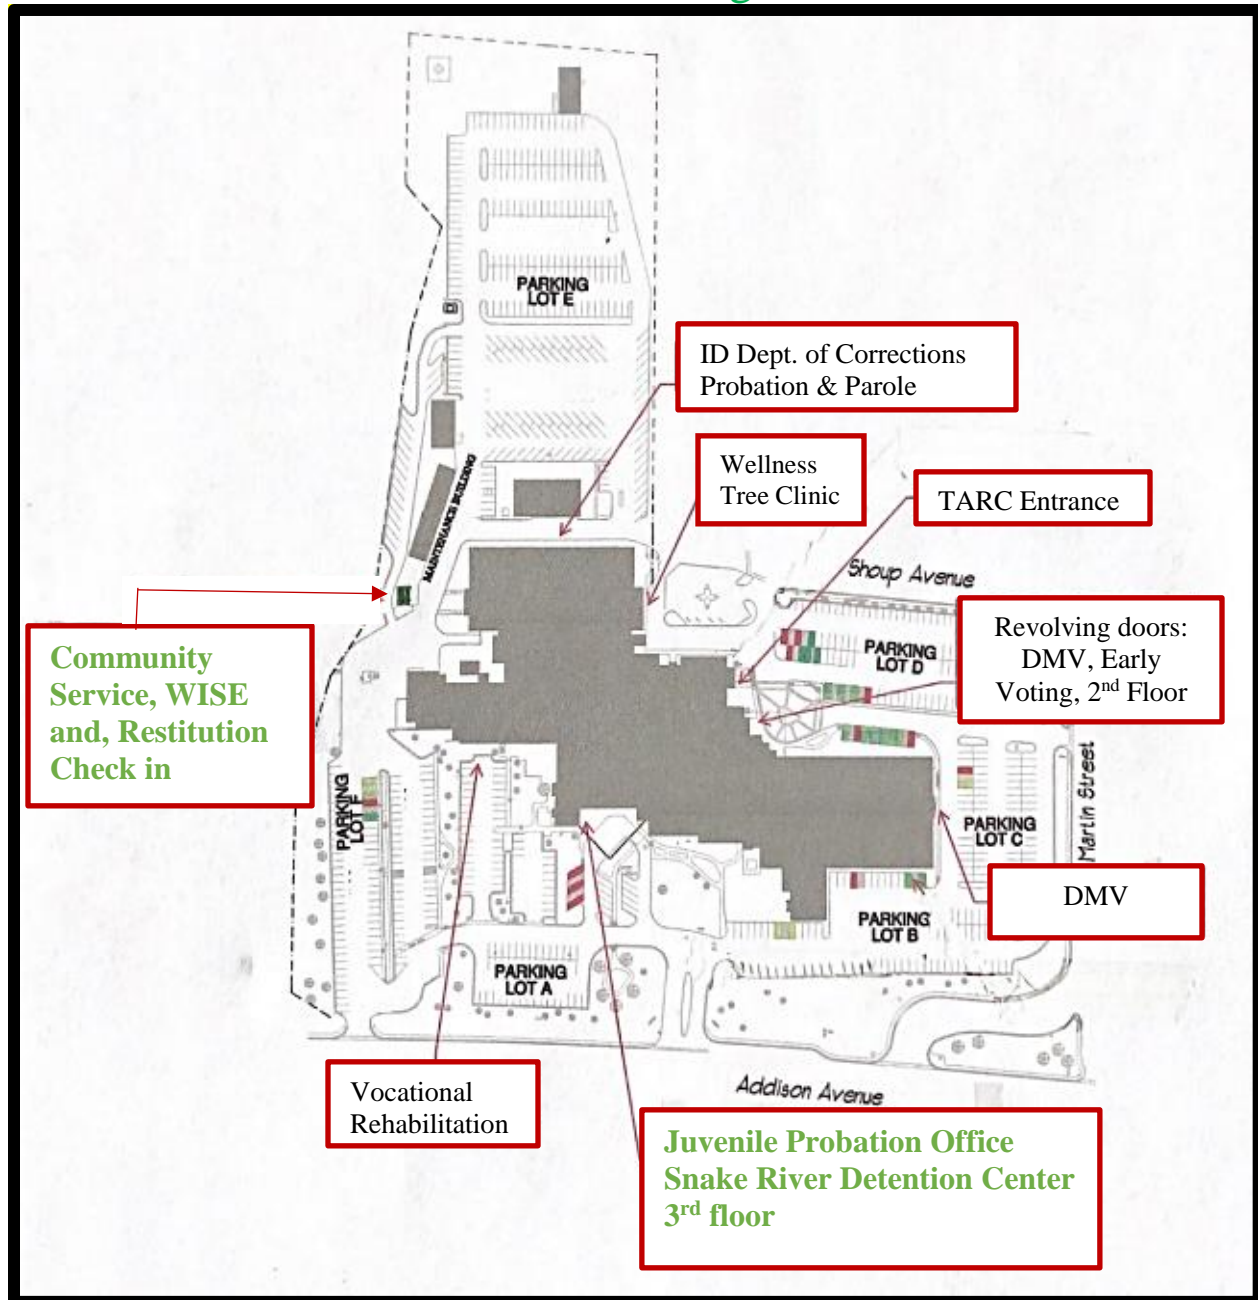 PARKING
LOT E
ID Dept. of Corrections
Probation & Parole
Wellness
Tree Clinic
TARC Entrance
MAINTENANCE BUILDING
Shoup Avenue
Revolving doors:
DMV, Early
Voting, 2nd Floor
PARKING
LOT D
Community
Service, WISE
and, Restitution
Check in
PARKING
LOT F
PARKING
LOT C
Martin Street
DMV
PARKING
LOT B
PARKING
LOT A
Vocational
Rehabilitation
Addison Avenue
Juvenile Probation Office
Snake River Detention Center
3rd floor